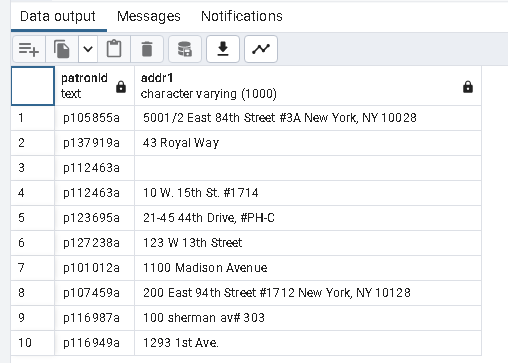 Data output Messages Notifications
patronid addr1
text character varying (1000)
1 p105855a 5001/2 East 84th Street #3A New York, NY 10028
2 p137919a 43 Royal Way
3 p112463a
4 p112463a 10 W. 15th St. #1714
5 p123695a 21-45 44th Drive, #PH-C
6 p127238a 123 W 13th Street
7 p101012a 1100 Madison Avenue
8 p107459a 200 East 94th Street #1712 New York, NY 10128
9 p116987a 100 sherman av# 303
10 p116949a 1293 1st Ave.